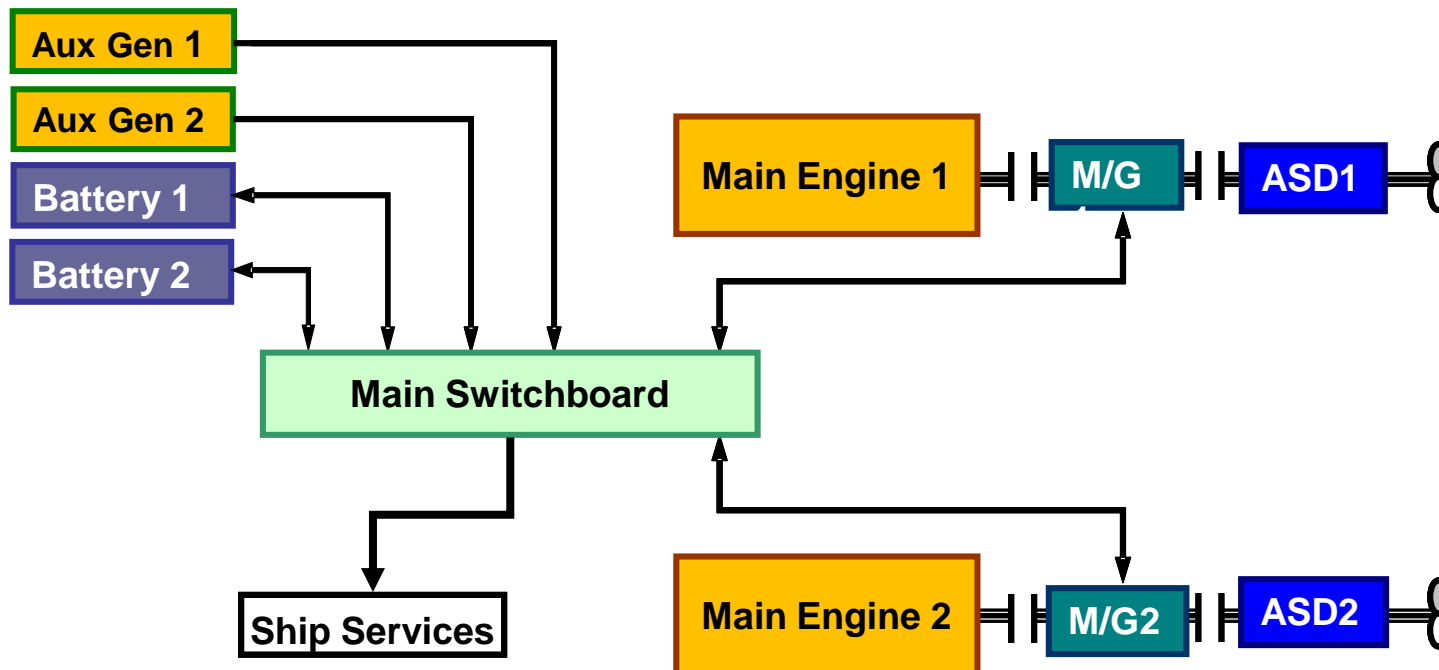 Aux Gen 1
Aux Gen 2
Battery 1
Battery 2
Main Engine 1
M/G
ASD1
Main Switchboard
Ship Services
Main Engine 2
M/G2
ASD2